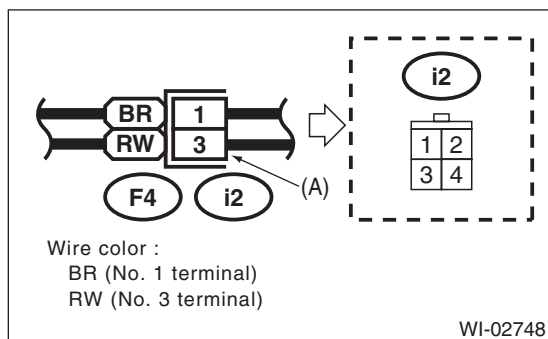 BR 1
RW 3
F4 i2
(A)
i2
1 2
3 4
Wire color :
BR (No. 1 terminal)
RW (No. 3 terminal)
WI-02748